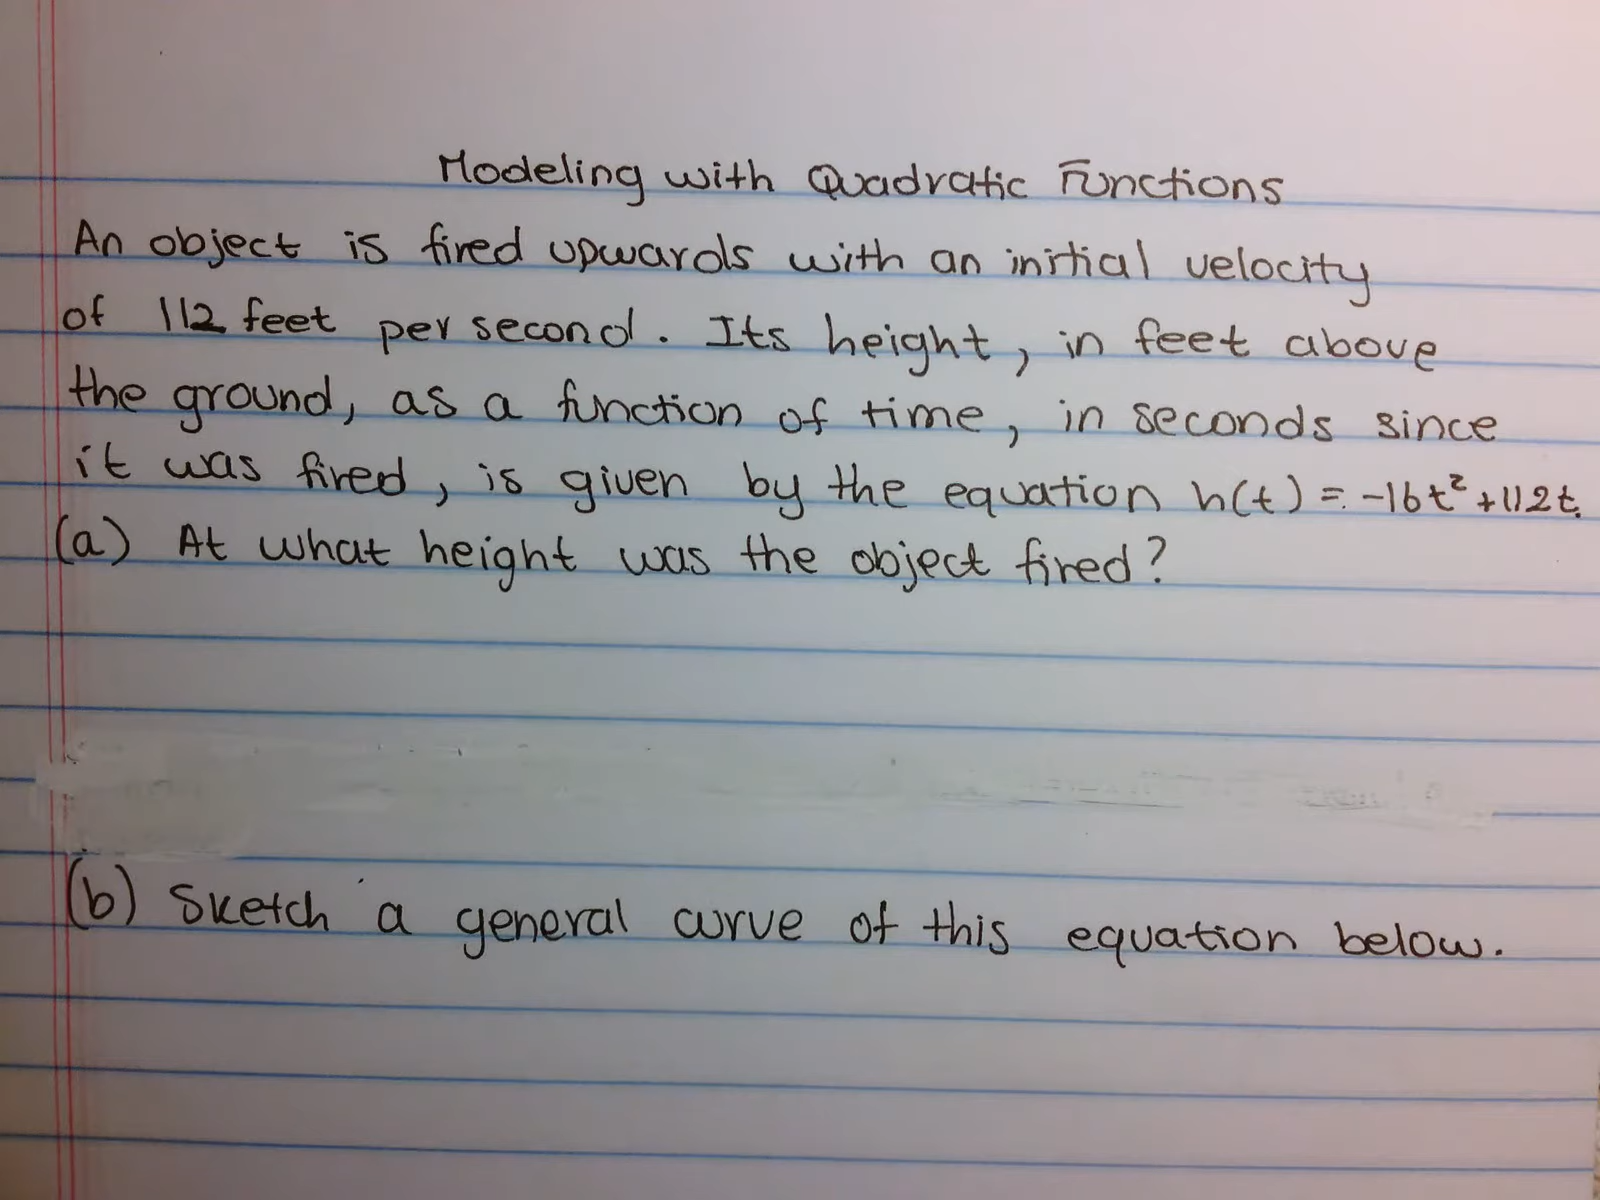 Modeling with Quadratic Functions
An object is fired upwards with an initial velocity
of 112 feet per second. Its height, in feet above
the ground, as a function of time, in seconds since
it was fired, is given by the equation h(t) = -16t² + 112t.
(a) At what height was the object fired?
(b) Sketch a general curve of this equation below.